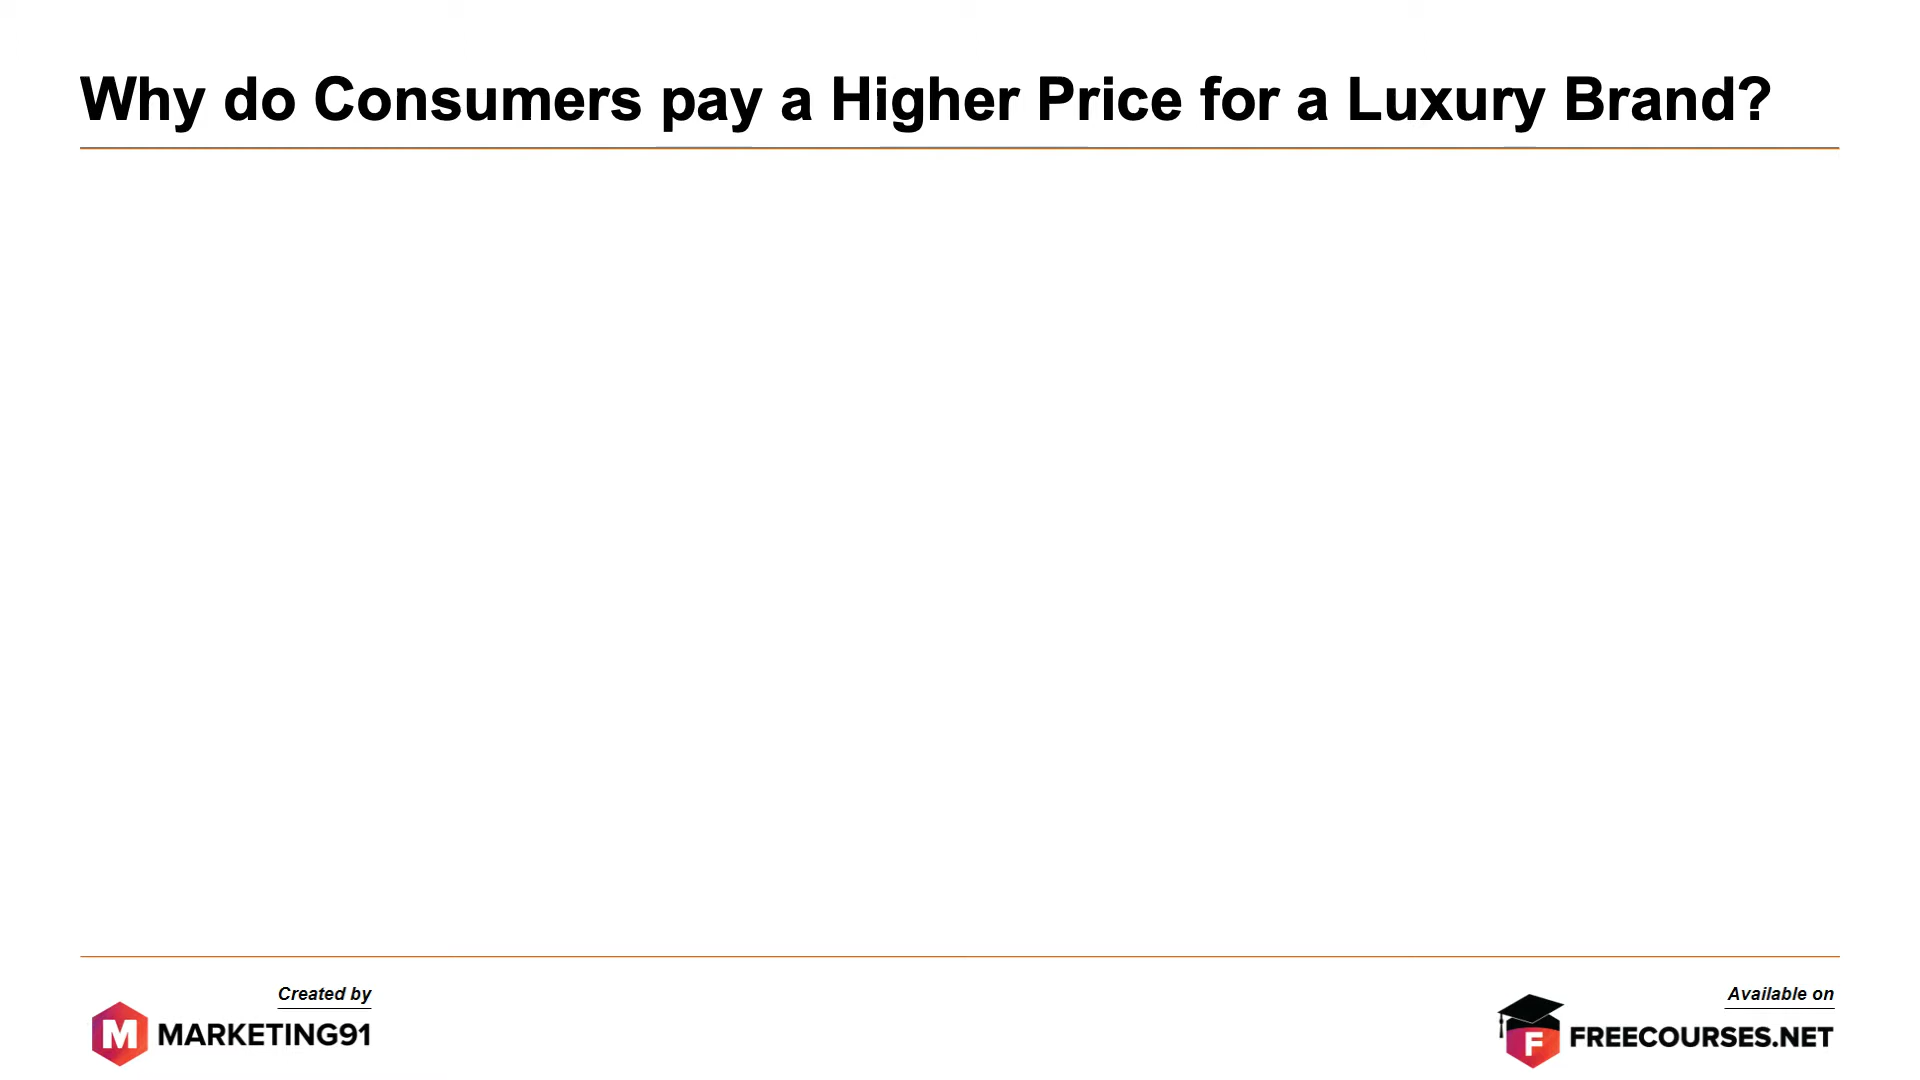 Why do Consumers pay a Higher Price for a Luxury Brand?
Created by
M MARKETING91
Available on
F FREECOURSES.NET